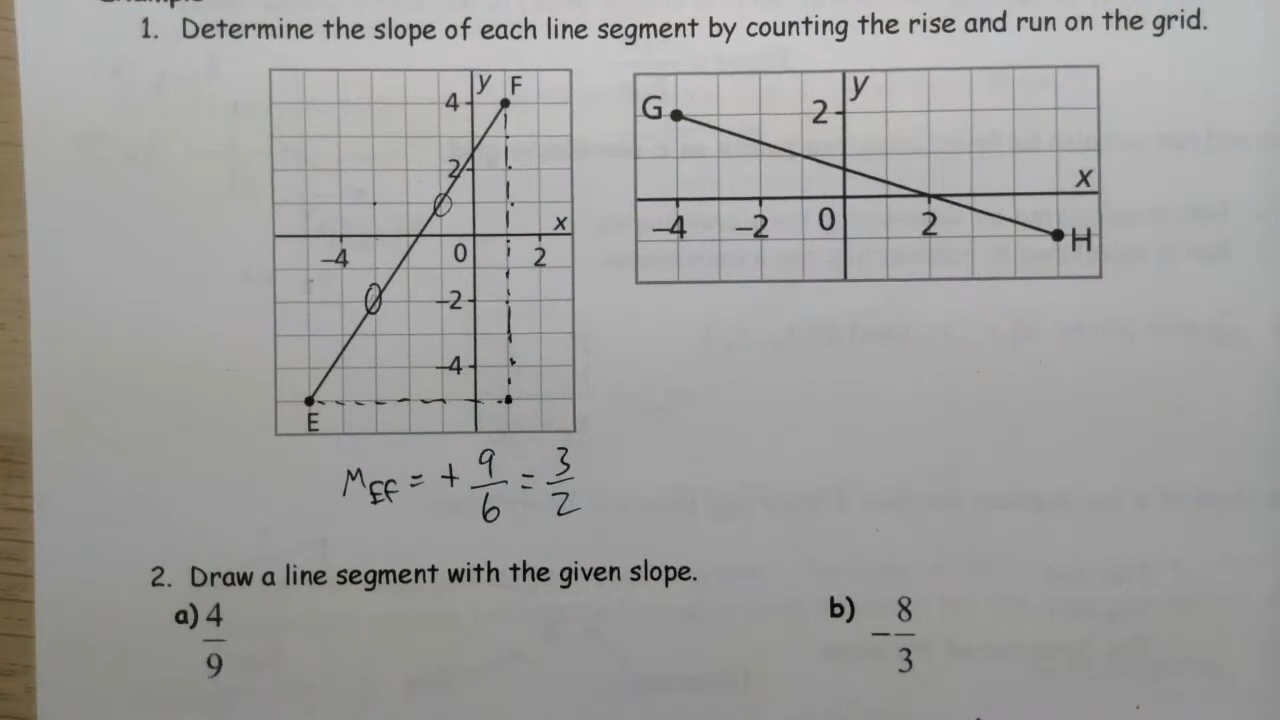 1. Determine the slope of each line segment by counting the rise and run on the grid.
y F
4
2
x
-4 0 2
-2
-4
E
y
G 2
x
-4 -2 0 2 H
M_EF = + 9/6 = 3/2
2. Draw a line segment with the given slope.
a) 4/9
b) -8/3